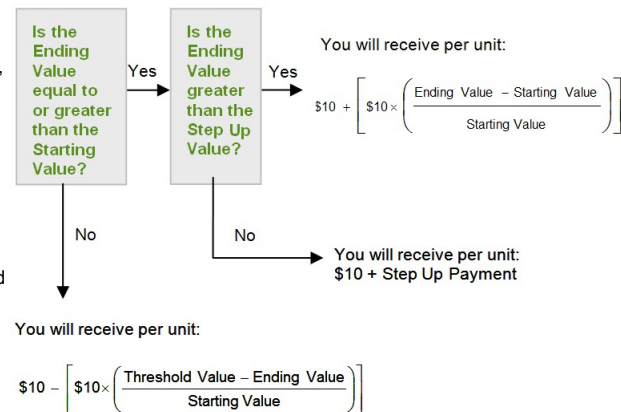 Is the
Ending
Value
equal to
or greater
than the
Starting
Value?
Yes
Is the
Ending
Value
greater
than the
Step Up
Value?
Yes
You will receive per unit:
$10 + [ $10 × ( Ending Value – Starting Value
Starting Value ) ]
No
No
You will receive per unit:
$10 + Step Up Payment
You will receive per unit:
$10 – [ $10× ( Threshold Value – Ending Value
Starting Value ) ]